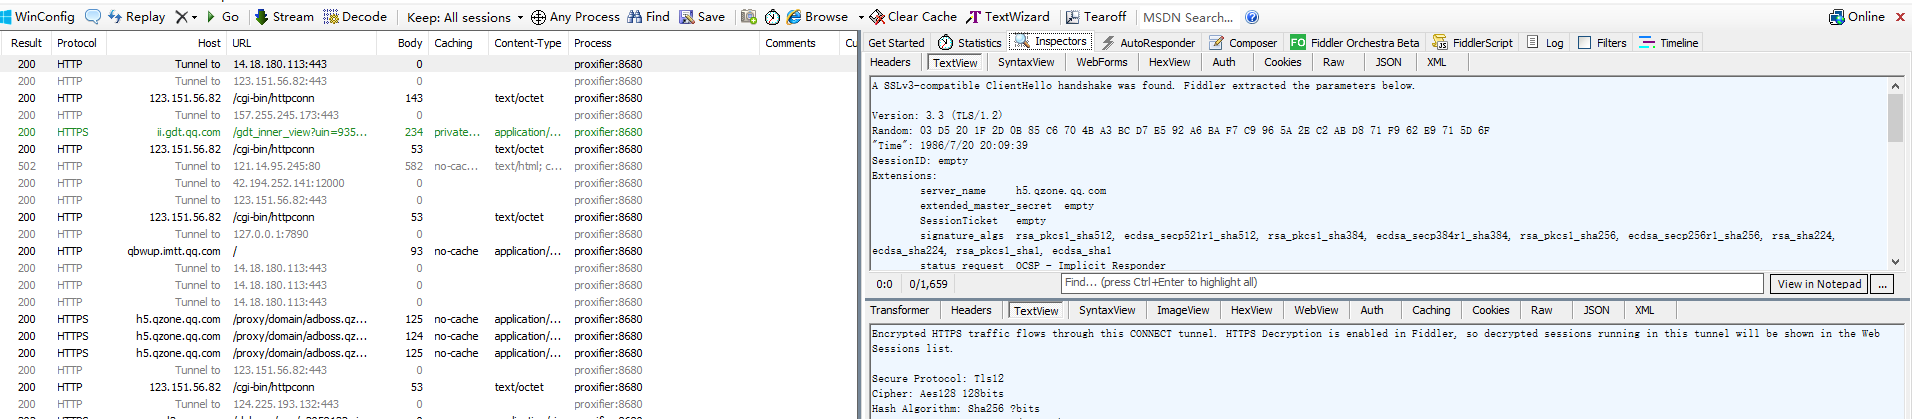 WinConfig Replay X Go Stream Decode Keep: All sessions Any Process Find Save Browse Clear Cache TextWizard Tearoff MSDN Search... Online
Result Protocol Host URL Body Caching Content-Type Process Comments Cu
200 HTTP Tunnel to 14.18.180.113:443 0 proxifier:8680
200 HTTP Tunnel to 123.151.56.82:443 0 proxifier:8680
200 HTTP 123.151.56.82 /cgi-bin/httpconn 143 text/octet proxifier:8680
200 HTTP Tunnel to 157.255.245.173:443 0 proxifier:8680
200 HTTPS ii.gdt.qq.com /gdt_inner_view?uin=935... 234 private... application/... proxifier:8680
200 HTTP 123.151.56.82 /cgi-bin/httpconn 53 text/octet proxifier:8680
502 HTTP Tunnel to 121.14.95.245:80 582 no-cac... text/html; c... proxifier:8680
200 HTTP Tunnel to 42.194.252.141:12000 0 proxifier:8680
200 HTTP Tunnel to 123.151.56.82:443 0 proxifier:8680
200 HTTP 123.151.56.82 /cgi-bin/httpconn 53 text/octet proxifier:8680
200 HTTP Tunnel to 127.0.0.1:7890 0 proxifier:8680
200 HTTP qbwup.imtt.qq.com / 93 no-cache application/... proxifier:8680
200 HTTP Tunnel to 14.18.180.113:443 0 proxifier:8680
200 HTTP Tunnel to 14.18.180.113:443 0 proxifier:8680
200 HTTP Tunnel to 14.18.180.113:443 0 proxifier:8680
200 HTTPS h5.qzone.qq.com /proxy/domain/adboss.qz... 125 no-cache application/... proxifier:8680
200 HTTPS h5.qzone.qq.com /proxy/domain/adboss.qz... 124 no-cache application/... proxifier:8680
200 HTTPS h5.qzone.qq.com /proxy/domain/adboss.qz... 125 no-cache application/... proxifier:8680
200 HTTP Tunnel to 123.151.56.82:443 0 proxifier:8680
200 HTTP 123.151.56.82 /cgi-bin/httpconn 53 text/octet proxifier:8680
200 HTTP Tunnel to 124.225.193.132:443 0 proxifier:8680
Get Started Statistics Inspectors AutoResponder Composer FO Fiddler Orchestra Beta FiddlerScript Log Filters Timeline
Headers TextView SyntaxView WebForms HexView Auth Cookies Raw JSON XML
A SSLv3-compatible ClientHello handshake was found. Fiddler extracted the parameters below.
Version: 3.3 (TLS/1.2)
Random: 03 D5 20 1F 2D 0B 85 C6 70 4B A3 BC D7 E5 92 A6 BA F7 C9 96 5A 2E C2 AB D8 71 F9 62 E9 71 5D 6F
"Time": 1986/7/20 20:09:39
SessionID: empty
Extensions:
server_name h5.qzone.qq.com
extended_master_secret empty
SessionTicket empty
signature_algs rsa_pkcs1_sha512, ecdsa_secp521r1_sha512, rsa_pkcs1_sha384, ecdsa_secp384r1_sha384, rsa_pkcs1_sha256, ecdsa_secp256r1_sha256, rsa_sha224,
ecdsa_sha224, rsa_pkcs1_sha1, ecdsa_sha1
status_request OCSP - Implicit Responder
0:0 0/1,659 Find... (press Ctrl+Enter to highlight all) View in Notepad ...
Transformer Headers TextView SyntaxView ImageView HexView WebView Auth Caching Cookies Raw JSON XML
Encrypted HTTPS traffic flows through this CONNECT tunnel. HTTPS Decryption is enabled in Fiddler, so decrypted sessions running in this tunnel will be shown in the Web
Sessions list.
Secure Protocol: Tls12
Cipher: Aes128 128bits
Hash Algorithm: Sha256 ?bits